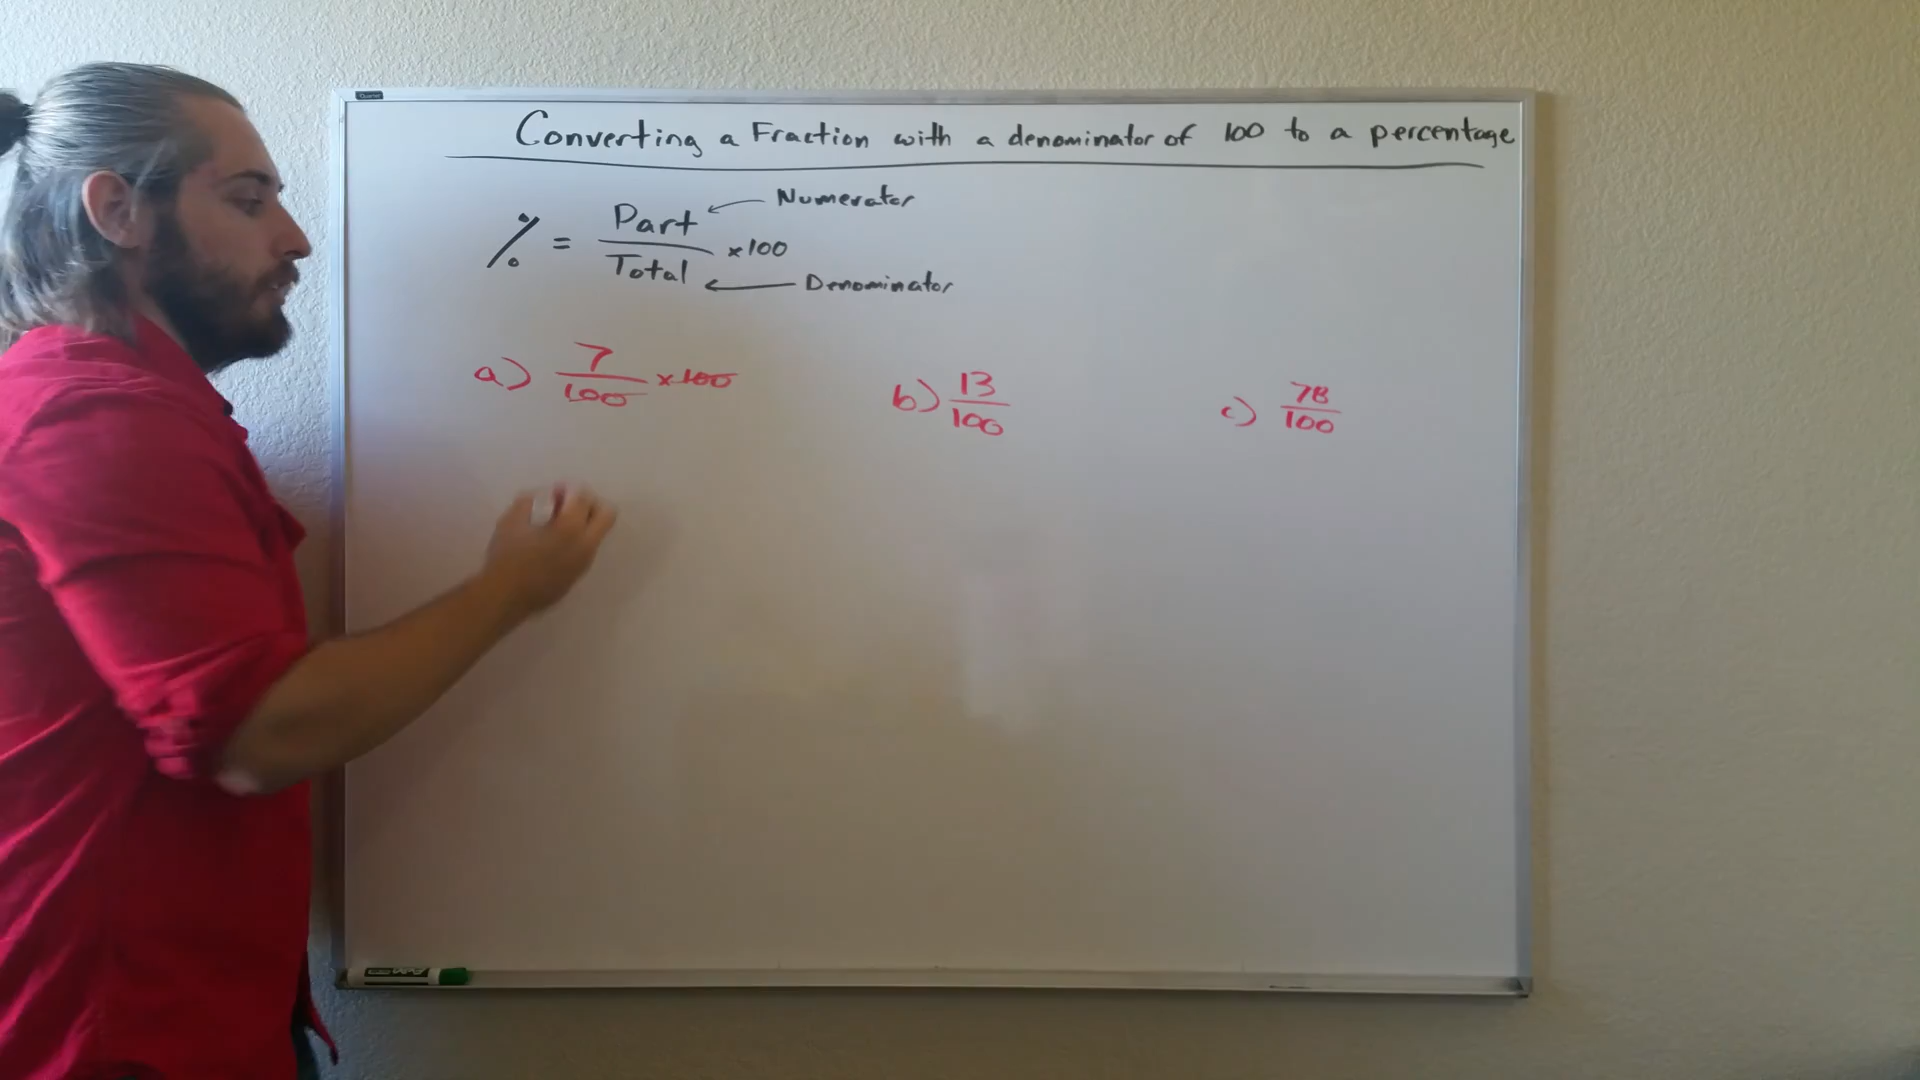 Converting a Fraction with a denominator of 100 to a percentage
% = Part / Total × 100
Numerator
Denominator
a) 7/100 × 100
b) 13/100
c) 78/100